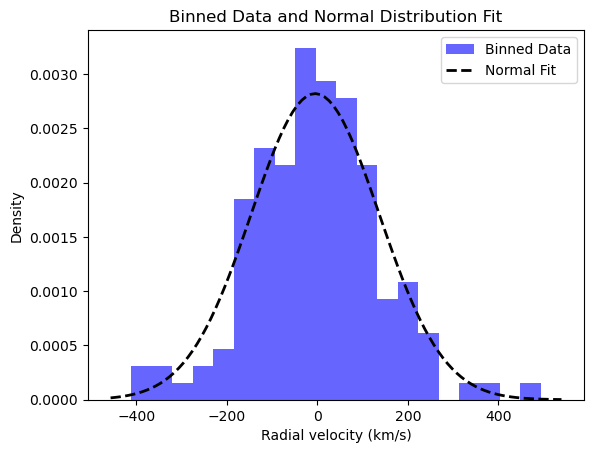 Binned Data and Normal Distribution Fit
Binned Data
Normal Fit
0.0030
0.0025
0.0020
0.0015
0.0010
0.0005
0.0000
Density
−400
−200
0
200
400
Radial velocity (km/s)